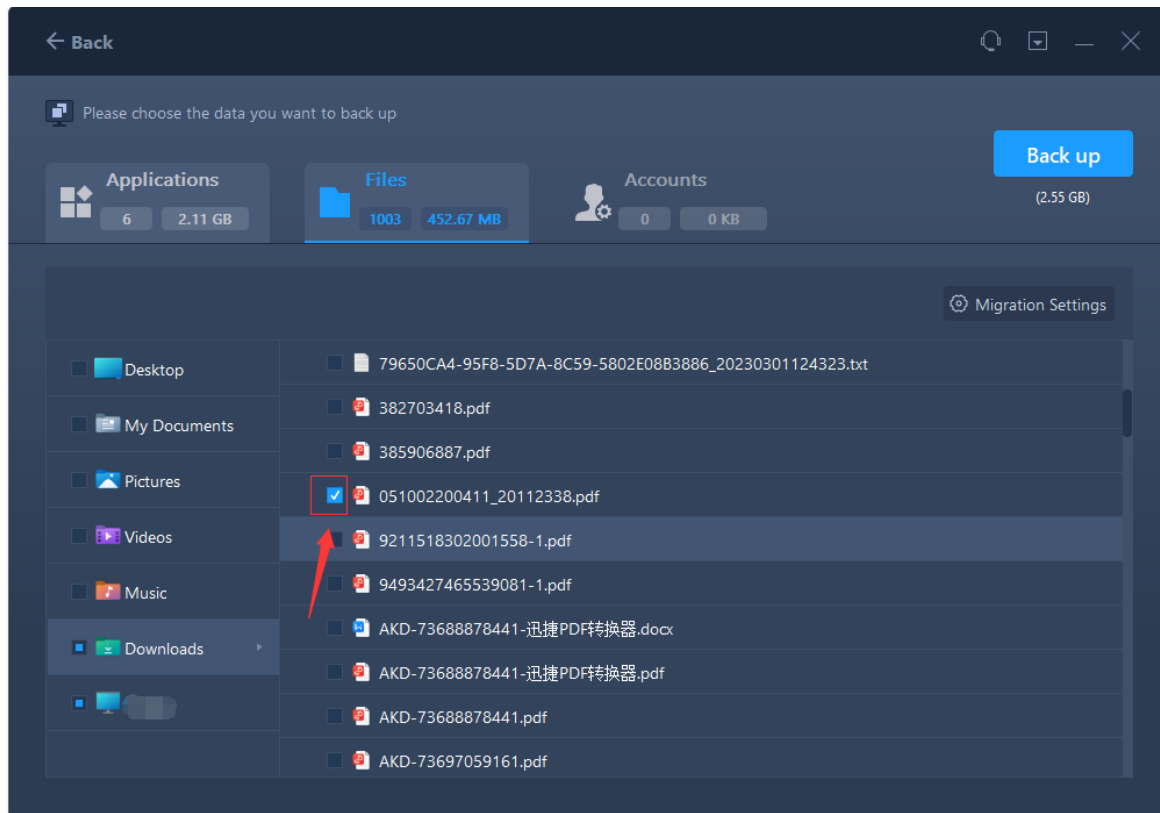 Back
Please choose the data you want to back up
Back up
(2.55 GB)
Applications
6 2.11 GB
Files
1003 452.67 MB
Accounts
0 0 KB
Migration Settings
Desktop
My Documents
Pictures
Videos
Music
Downloads
79650CA4-95F8-5D7A-8C59-5802E08B3886_20230301124323.txt
382703418.pdf
385906887.pdf
051002200411_20112338.pdf
9211518302001558-1.pdf
9493427465539081-1.pdf
AKD-73688878441-迅捷PDF转换器.docx
AKD-73688878441-迅捷PDF转换器.pdf
AKD-73688878441.pdf
AKD-73697059161.pdf